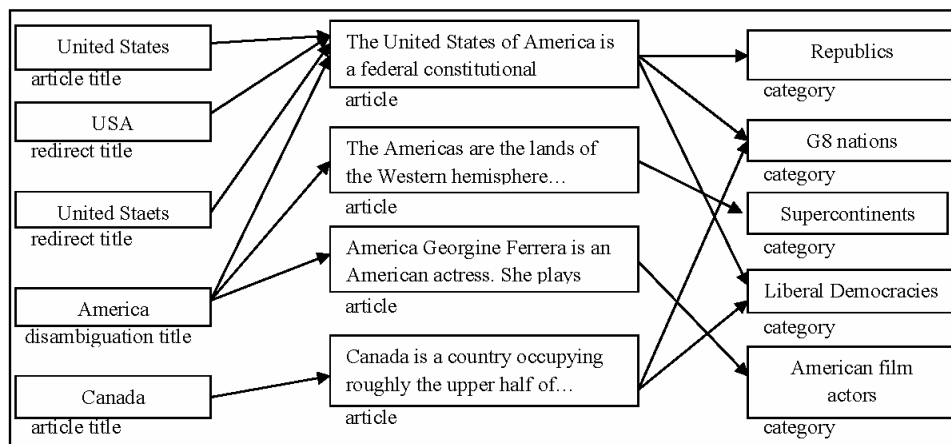 United States
article title
USA
redirect title
United Staets
redirect title
America
disambiguation title
Canada
article title
The United States of America is
a federal constitutional
article
The Americas are the lands of
the Western hemisphere…
article
America Georgine Ferrera is an
American actress. She plays
article
Canada is a country occupying
roughly the upper half of…
article
Republics
category
G8 nations
category
Supercontinents
category
Liberal Democracies
category
American film
actors
category